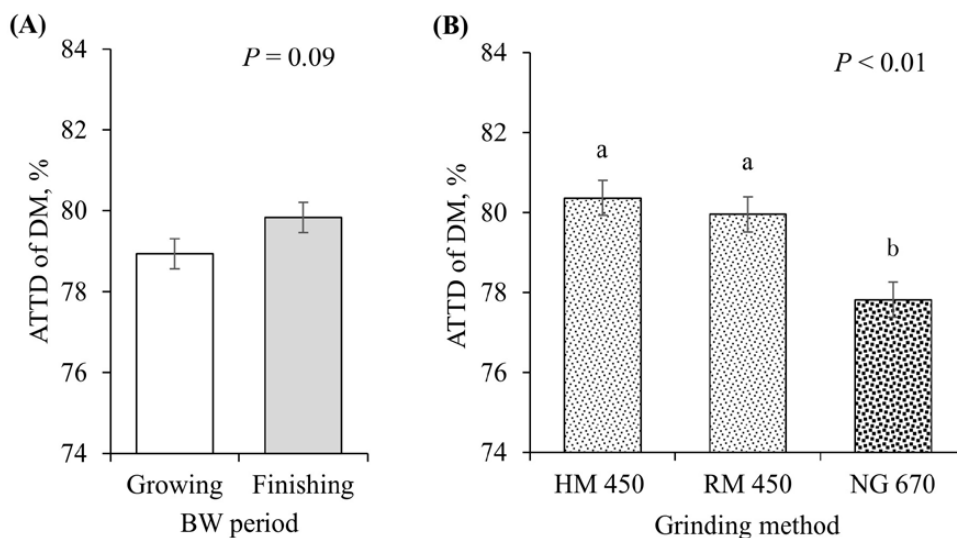 (A)
P = 0.09
ATTD of DM, %
84
82
80
78
76
74
Growing Finishing
BW period
(B)
P < 0.01
ATTD of DM, %
84
82
80
78
76
74
a
a
b
HM 450 RM 450 NG 670
Grinding method